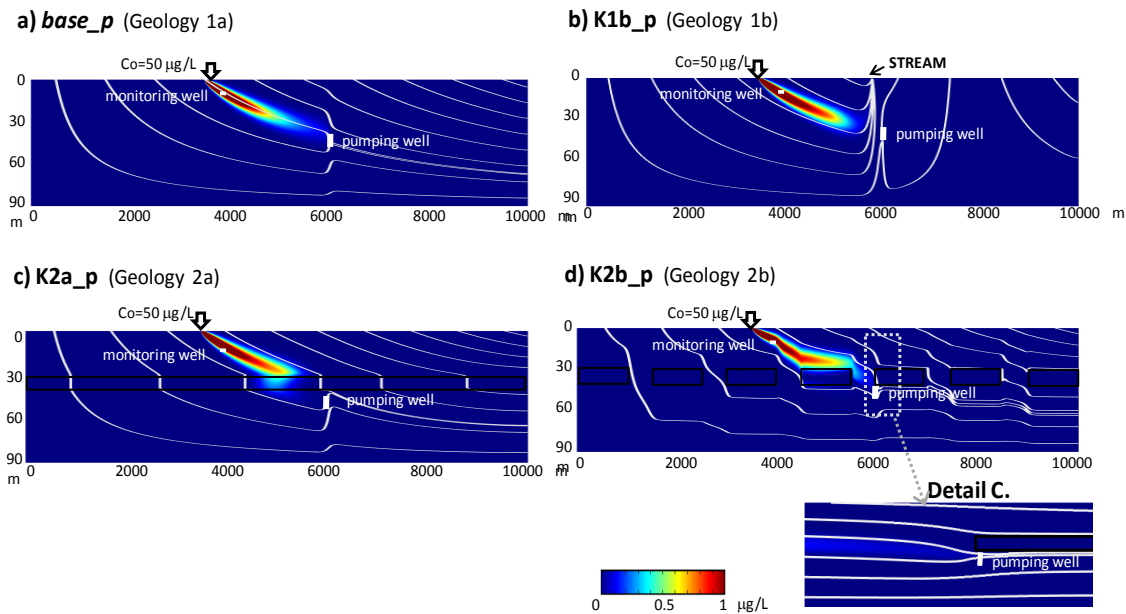 a) base_p (Geology 1a)
Co=50 µg/L
0
monitoring well
30
pumping well
60
90
m
0 2000 4000 6000 8000 10000
b) K1b_p (Geology 1b)
Co=50 µg/L
STREAM
0
monitoring well
30
pumping well
60
90
m
0 2000 4000 6000 8000 10000 m
c) K2a_p (Geology 2a)
Co=50 µg/L
0
monitoring well
30
pumping well
60
90
m
0 2000 4000 6000 8000 10000
d) K2b_p (Geology 2b)
Co=50 µg/L
0
monitoring well
30
pumping well
60
90
m
0 2000 4000 6000 8000 10000
Detail C.
pumping well
0 0.5 1 µg/L